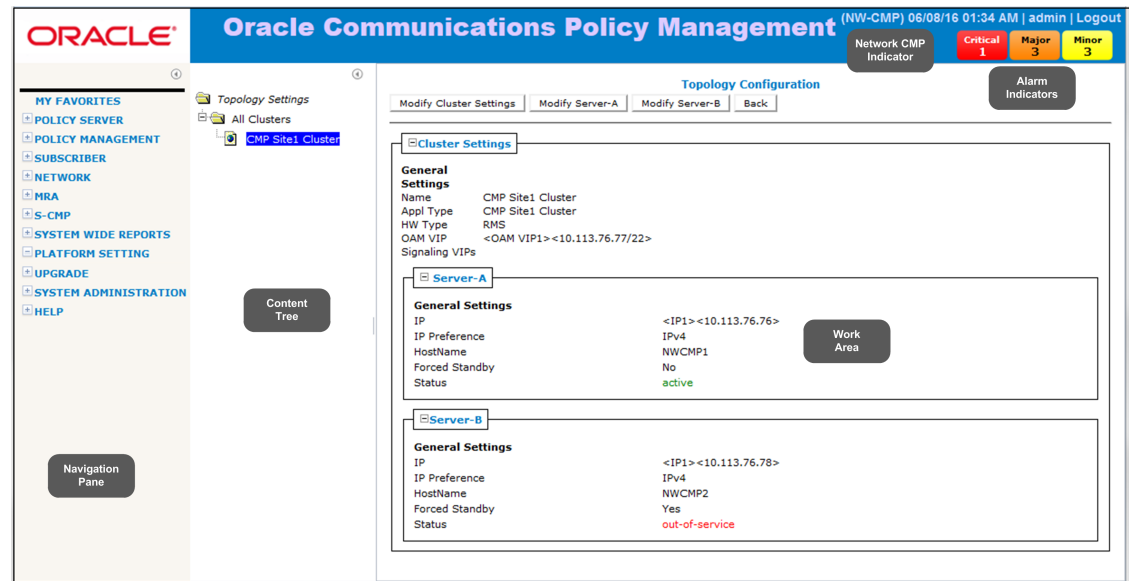 ORACLE®
Oracle Communications Policy Management
(NW-CMP) 06/08/16 01:34 AM | admin | Logout
Network CMP
Indicator
Critical
1
Major
3
Minor
3
Alarm
Indicators
MY FAVORITES
POLICY SERVER
POLICY MANAGEMENT
SUBSCRIBER
NETWORK
MRA
S-CMP
SYSTEM WIDE REPORTS
PLATFORM SETTING
UPGRADE
SYSTEM ADMINISTRATION
HELP
Navigation
Pane
Topology Settings
All Clusters
CMP Site1 Cluster
Content
Tree
Topology Configuration
Modify Cluster Settings Modify Server-A Modify Server-B Back
Cluster Settings
General
Settings
Name CMP Site1 Cluster
Appl Type CMP Site1 Cluster
HW Type RMS
OAM VIP <OAM VIP1><10.113.76.77/22>
Signaling VIPs
Server-A
General Settings
IP <IP1><10.113.76.76>
IP Preference IPv4
HostName NWCMP1
Forced Standby No
Status active
Work
Area
Server-B
General Settings
IP <IP1><10.113.76.78>
IP Preference IPv4
HostName NWCMP2
Forced Standby Yes
Status out-of-service